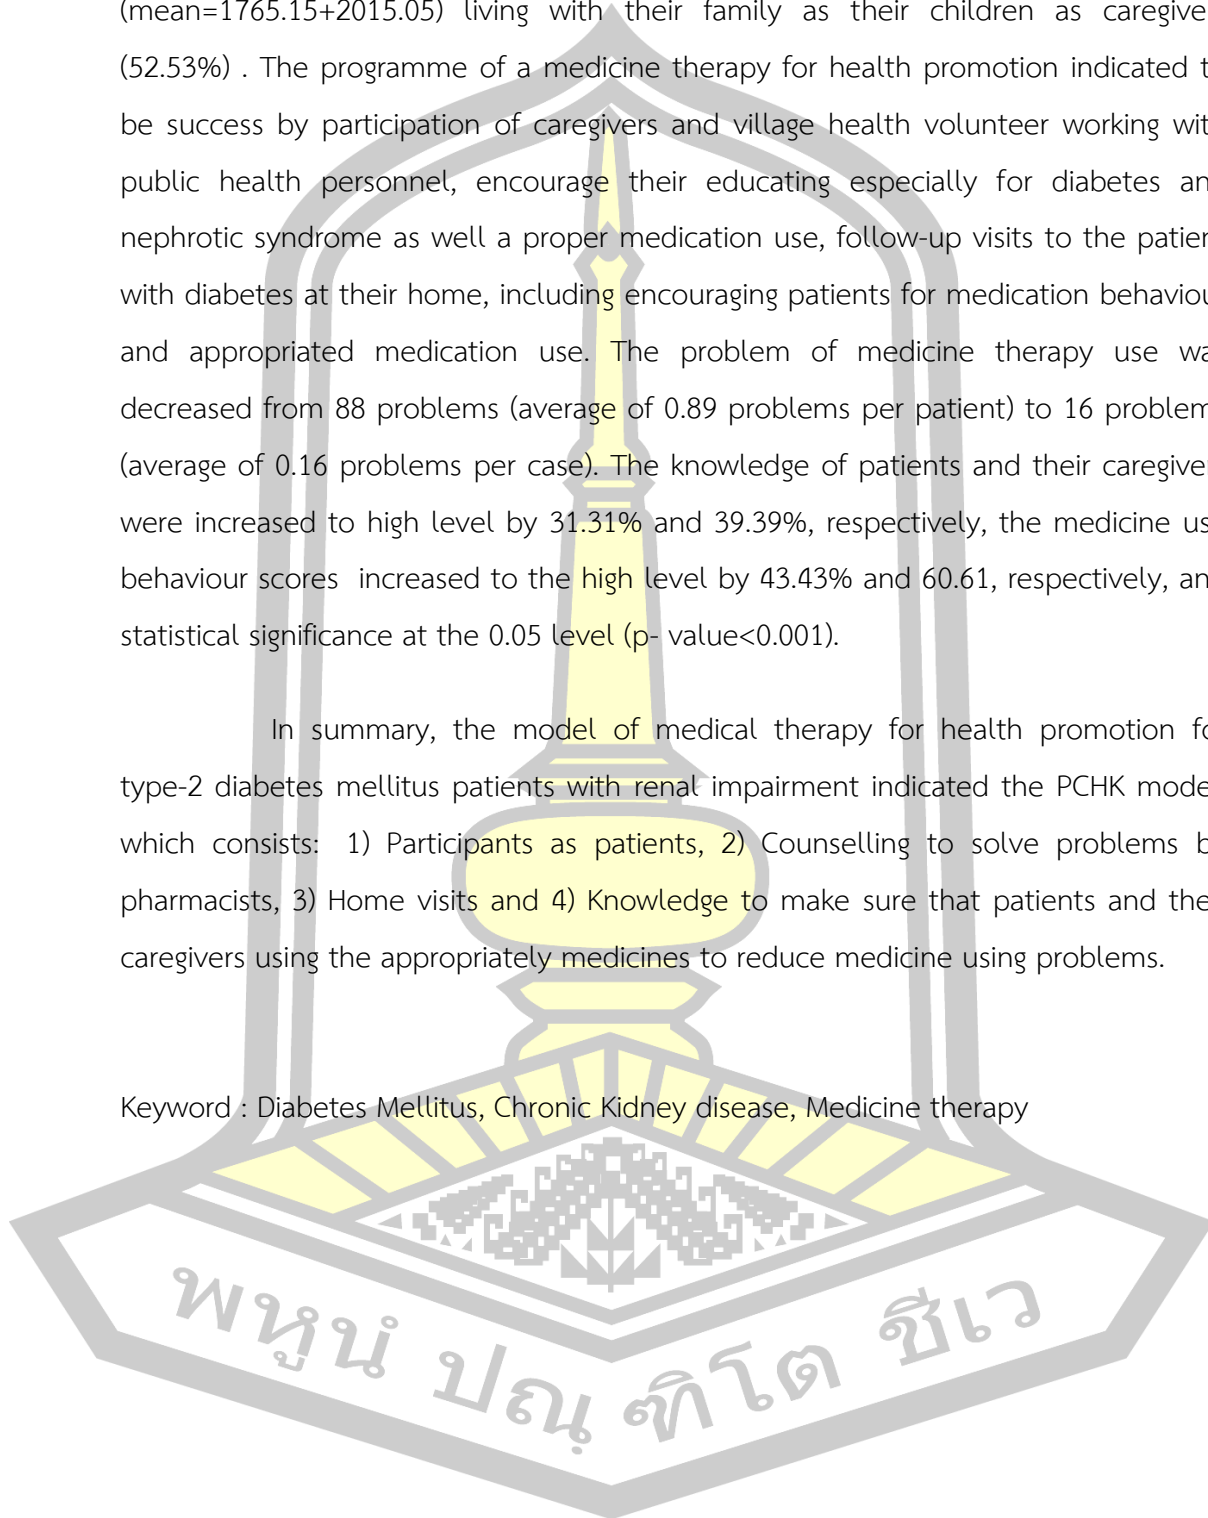 (mean=1765.15+2015.05) living with their family as their children as caregive
(52.53%) . The programme of a medicine therapy for health promotion indicated t
be success by participation of caregivers and village health volunteer working wit
public health personnel, encourage their educating especially for diabetes an
nephrotic syndrome as well a proper medication use, follow-up visits to the patien
with diabetes at their home, including encouraging patients for medication behaviou
and appropriated medication use. The problem of medicine therapy use wa
decreased from 88 problems (average of 0.89 problems per patient) to 16 problem
(average of 0.16 problems per case). The knowledge of patients and their caregiver
were increased to high level by 31.31% and 39.39%, respectively, the medicine us
behaviour scores increased to the high level by 43.43% and 60.61, respectively, an
statistical significance at the 0.05 level (p- value<0.001).
In summary, the model of medical therapy for health promotion fo
type-2 diabetes mellitus patients with renal impairment indicated the PCHK mode
which consists: 1) Participants as patients, 2) Counselling to solve problems b
pharmacists, 3) Home visits and 4) Knowledge to make sure that patients and the
caregivers using the appropriately medicines to reduce medicine using problems.
Keyword : Diabetes Mellitus, Chronic Kidney disease, Medicine therapy
พหูนํ ปณฺ ฑิโต ชีเว